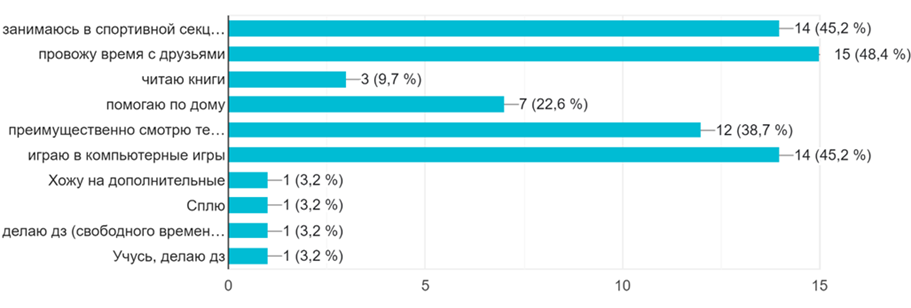 занимаюсь в спортивной секц… 14 (45,2 %)
провожу время с друзьями 15 (48,4 %)
читаю книги 3 (9,7 %)
помогаю по дому 7 (22,6 %)
преимущественно смотрю те… 12 (38,7 %)
играю в компьютерные игры 14 (45,2 %)
Хожу на дополнительные 1 (3,2 %)
Сплю 1 (3,2 %)
делаю дз (свободного времен… 1 (3,2 %)
Учусь, делаю дз 1 (3,2 %)
0 5 10 15